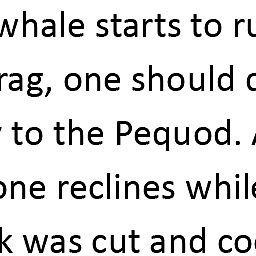 whale starts to ru
rag, one should
to the Pequod.
one reclines while
k was cut and coo